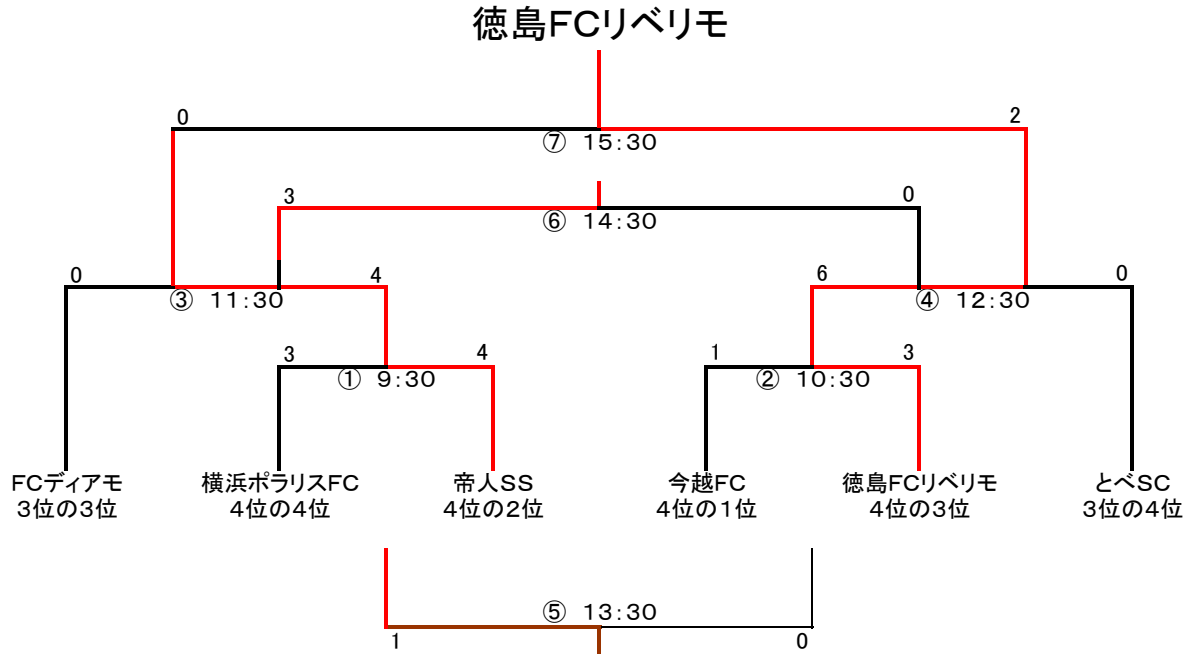 徳島FCリベリモ
0 2
⑦ 15:30
3 0
⑥ 14:30
0 4 6 0
③ 11:30 ④ 12:30
3 4 1 3
① 9:30 ② 10:30
FCディアモ 横浜ポラリスFC 帝人SS 今越FC 徳島FCリベリモ とべSC
3位の3位 4位の4位 4位の2位 4位の1位 4位の3位 3位の4位
⑤ 13:30
1 0